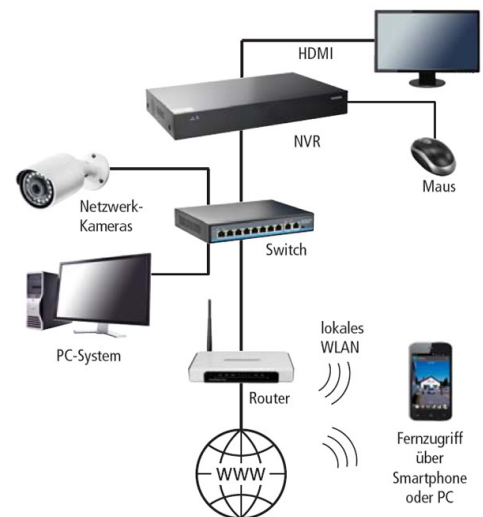 HDMI
NVR
Maus
Netzwerk-
Kameras
Switch
PC-System
lokales
WLAN
Router
WWW
Fernzugriff
über
Smartphone
oder PC